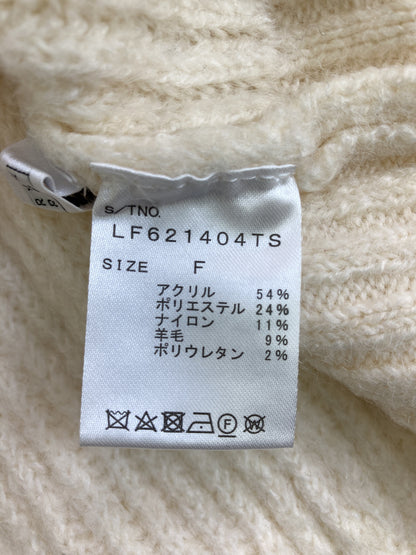 S/TNO.
LF621404TS
SIZE F
アクリル 54%
ポリエステル 24%
ナイロン 11%
羊毛 9%
ポリウレタン 2%
F W